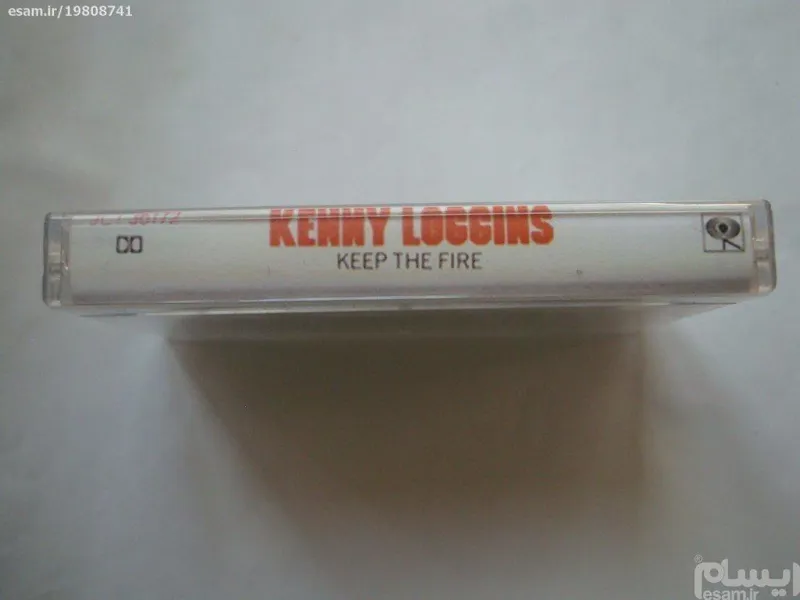 esam.ir/19808741
KENNY LOGGINS
KEEP THE FIRE
ایسام
esam.ir